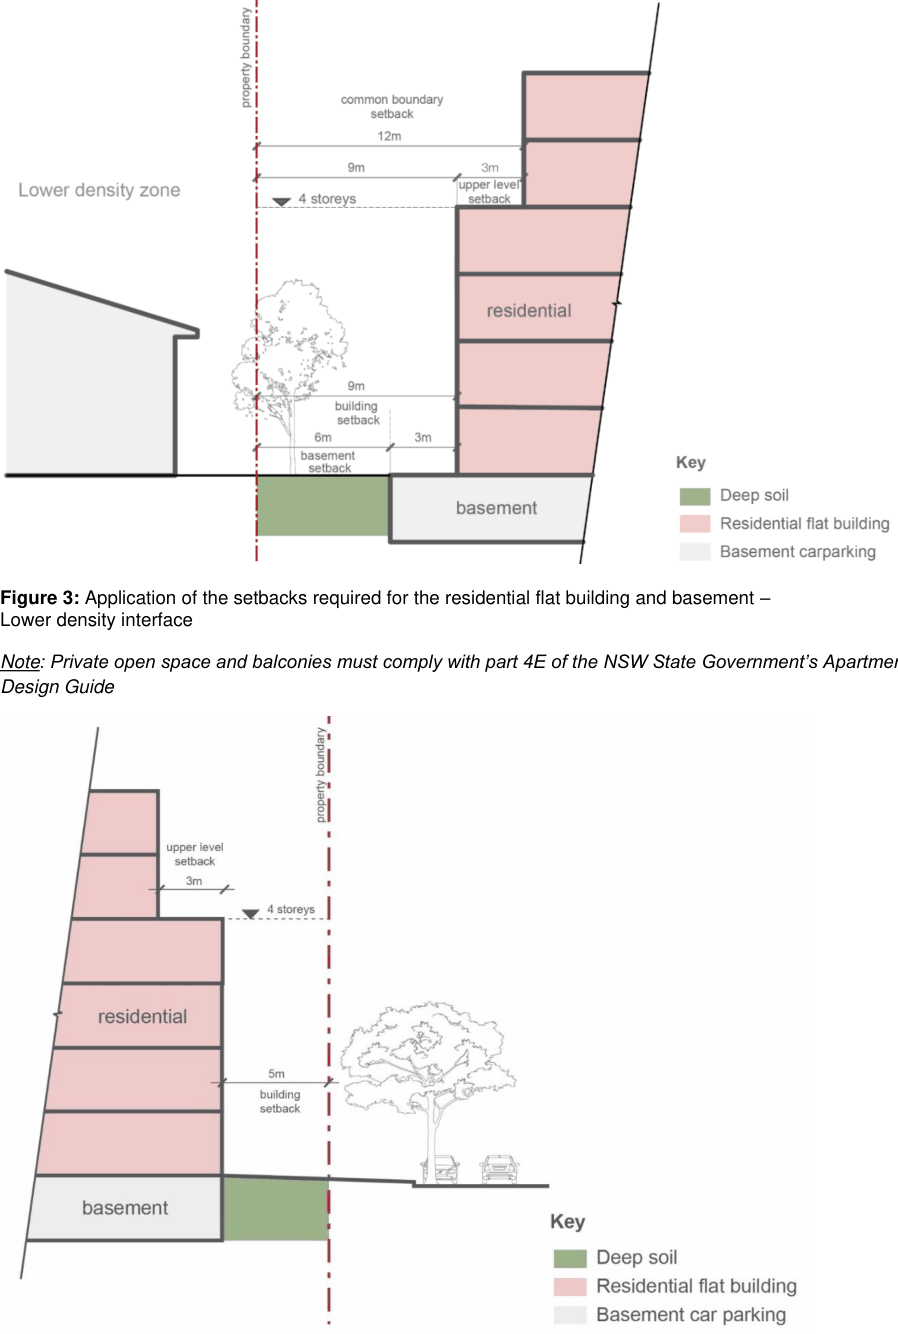 property boundary
common boundary
setback
12m
9m
3m
upper level
setback
4 storeys
Lower density zone
residential
9m
building
setback
6m
3m
basement
setback
basement
Key
Deep soil
Residential flat building
Basement carparking
Figure 3: Application of the setbacks required for the residential flat building and basement –
Lower density interface
Note: Private open space and balconies must comply with part 4E of the NSW State Government's Apartmen
Design Guide
property boundary
upper level
setback
3m
4 storeys
residential
5m
building
setback
basement
Key
Deep soil
Residential flat building
Basement car parking